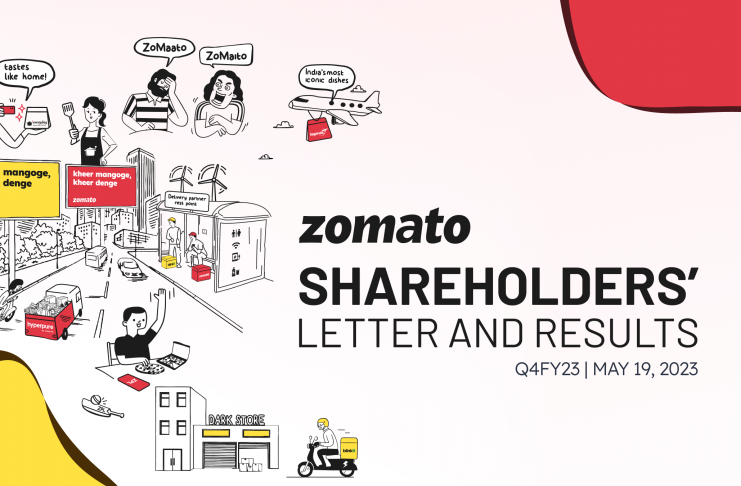 tastes
like home!
ZoMaato
ZoMaito
India's most
iconic dishes
mangoge,
denge
kheer mangoge,
kheer denge
zomato
Delivery partner
rest point
hyperpure
DARK STORE
blinkit
zomato
SHAREHOLDERS'
LETTER AND RESULTS
Q4FY23 | MAY 19, 2023